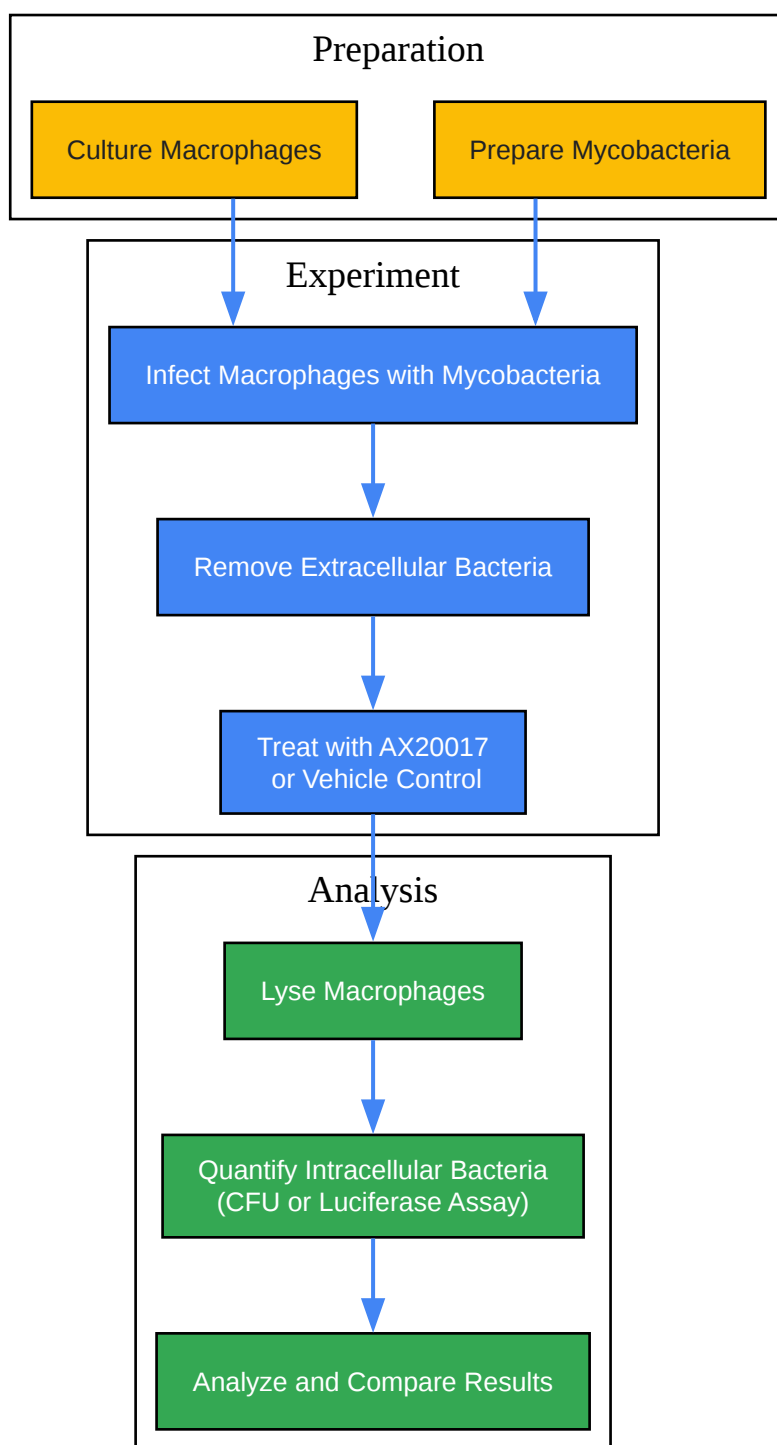 Preparation
Culture Macrophages
Prepare Mycobacteria
Experiment
Infect Macrophages with Mycobacteria
Remove Extracellular Bacteria
Treat with AX20017
or Vehicle Control
Analysis
Lyse Macrophages
Quantify Intracellular Bacteria
(CFU or Luciferase Assay)
Analyze and Compare Results